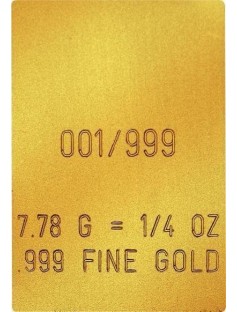 001/999
7.78 G = 1/4 OZ
.999 FINE GOLD